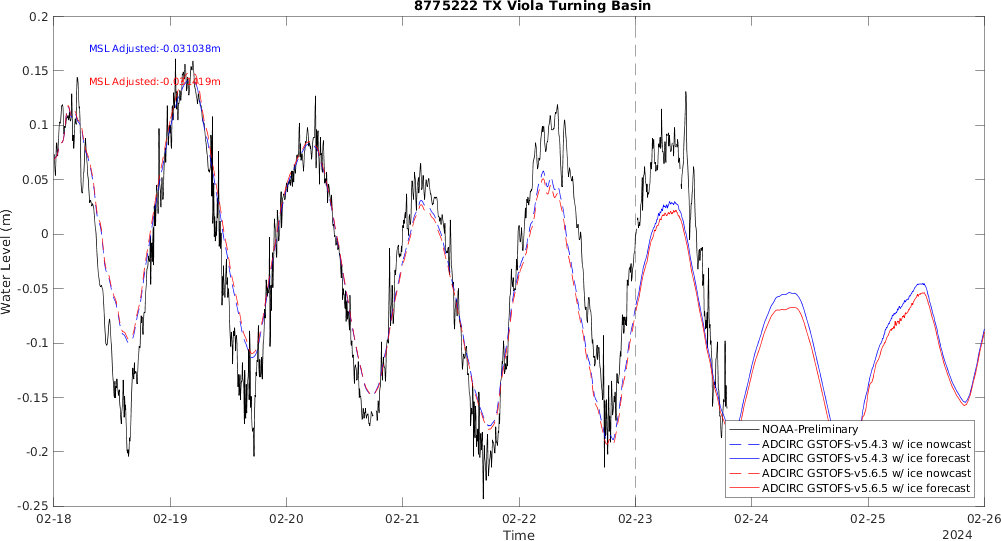 8775222 TX Viola Turning Basin
MSL Adjusted:-0.031038m
MSL Adjusted:
0.2
0.15
0.1
0.05
0
-0.05
-0.1
-0.15
-0.2
-0.25
Water Level (m)
NOAA-Preliminary
ADCIRC GSTOFS-v5.4.3 w/ ice nowcast
ADCIRC GSTOFS-v5.4.3 w/ ice forecast
ADCIRC GSTOFS-v5.6.5 w/ ice nowcast
ADCIRC GSTOFS-v5.6.5 w/ ice forecast
02-18 02-19 02-20 02-21 02-22 02-23 02-24 02-25 02-26
Time
2024